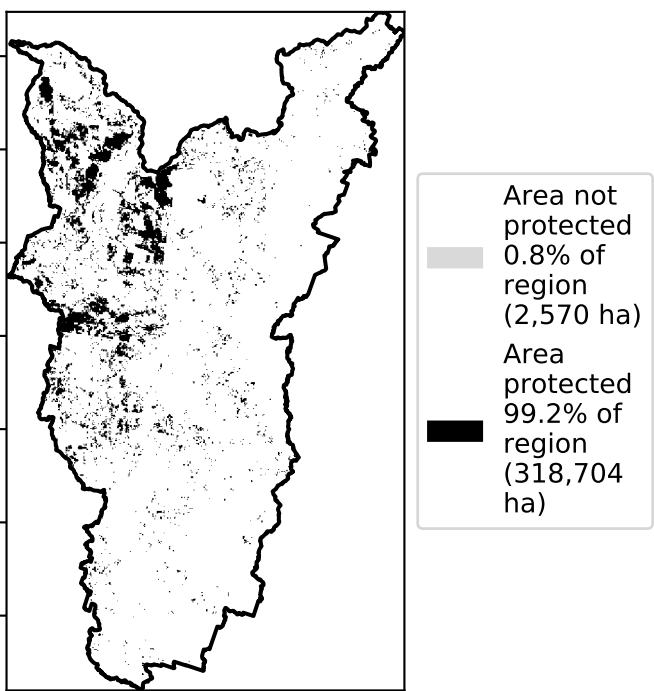 Area not
protected
0.8% of
region
(2,570 ha)
Area
protected
99.2% of
region
(318,704
ha)